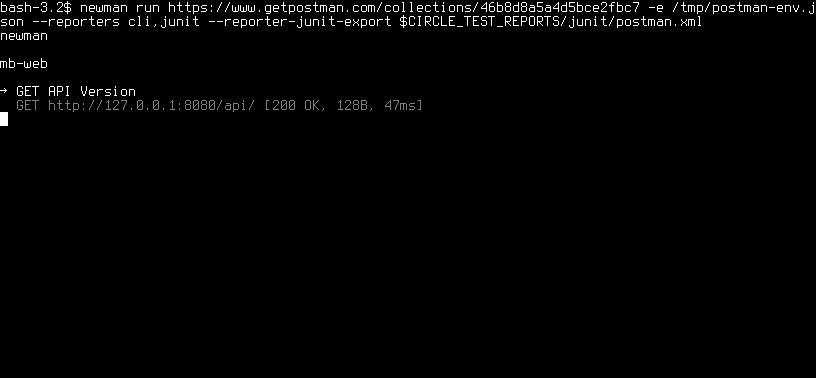 bash-3.2$ newman run https://www.getpostman.com/collections/46b8d8a5a4d5bce2fbc7 -e /tmp/postman-env.j
son --reporters cli,junit --reporter-junit-export $CIRCLE_TEST_REPORTS/junit/postman.xml
newman
mb-web
→ GET API Version
GET http://127.0.0.1:8080/api/ [200 OK, 128B, 47ms]